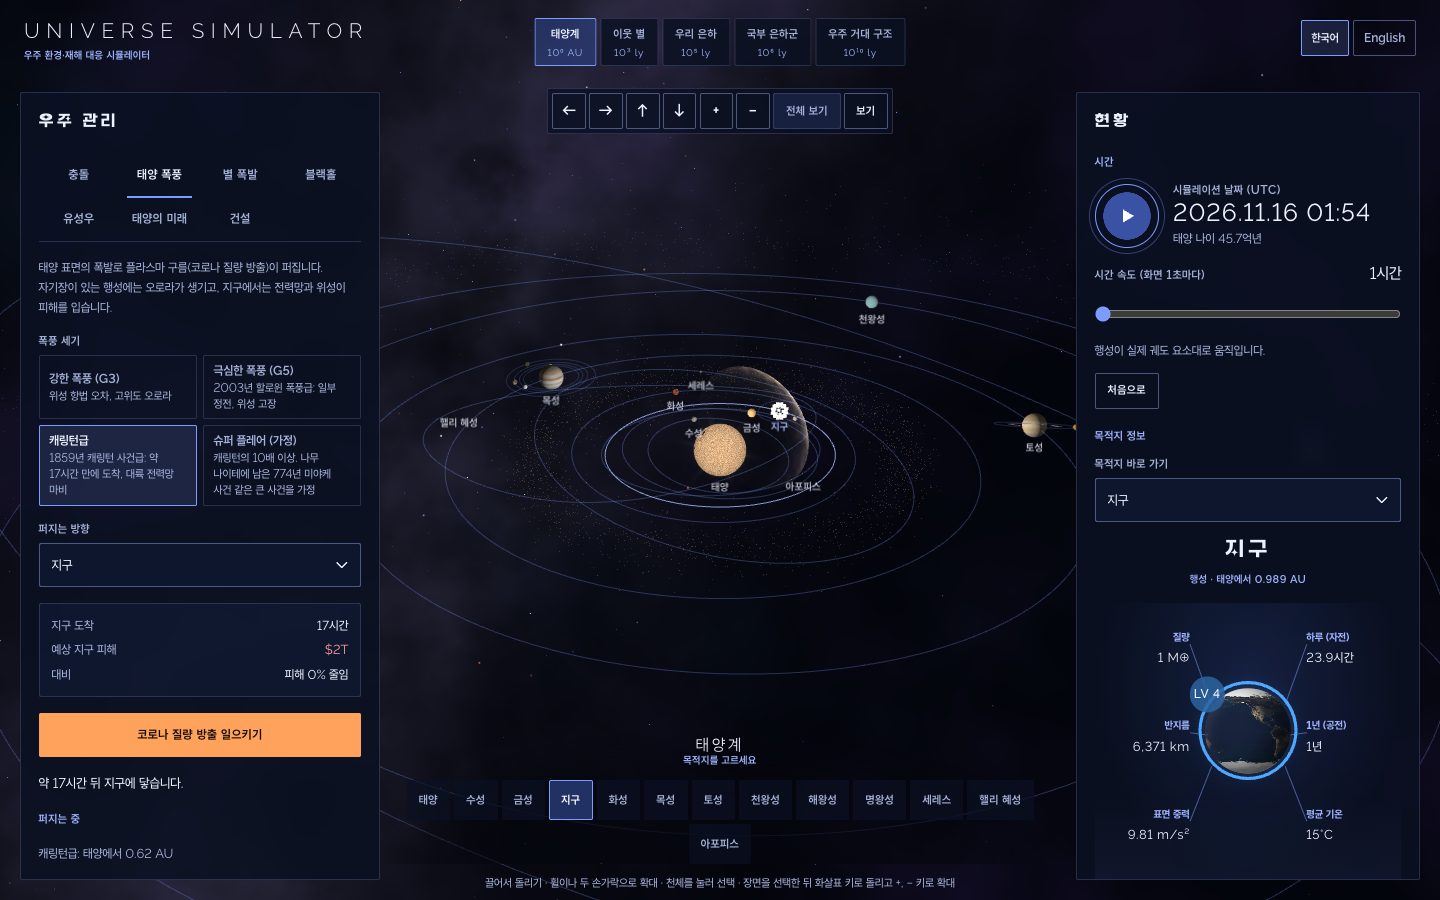 UNIVERSE SIMULATOR
우주 환경·재해 대응 시뮬레이터
태양계
10⁰ AU
이웃 별
10³ ly
우리 은하
10⁵ ly
국부 은하군
10⁶ ly
우주 거대 구조
10¹⁰ ly
한국어
English
← → ↑ ↓ + − 전체 보기 보기
우주 관리
충돌 태양 폭풍 별 폭발 블랙홀
유성우 태양의 미래 건설
태양 표면의 폭발로 플라스마 구름(코로나 질량 방출)이 퍼집니다.
자기장이 있는 행성에는 오로라가 생기고, 지구에서는 전력망과 위성이
피해를 입습니다.
폭풍 세기
강한 폭풍 (G3)
위성 항법 오차, 고위도 오로라
극심한 폭풍 (G5)
2003년 할로윈 폭풍급: 일부
정전, 위성 고장
캐링턴급
1859년 캐링턴 사건급: 약
17시간 만에 도착, 대륙 전력망
마비
슈퍼 플레어 (가정)
캐링턴의 10배 이상. 나무
나이테에 남은 774년 미야케
사건 같은 큰 사건을 가정
퍼지는 방향
지구
지구 도착 17시간
예상 지구 피해 $2T
대비 피해 0% 줄임
코로나 질량 방출 일으키기
약 17시간 뒤 지구에 닿습니다.
퍼지는 중
캐링턴급: 태양에서 0.62 AU
천왕성
목성
세레스
화성
핼리 혜성
수성
금성
지구
토성
태양
아포피스
태양계
목적지를 고르세요
태양 수성 금성 지구 화성 목성 토성 천왕성 해왕성 명왕성 세레스 핼리 혜성
아포피스
끌어서 돌리기 · 휠이나 두 손가락으로 확대 · 천체를 눌러 선택 · 장면을 선택한 뒤 화살표 키로 돌리고 +, − 키로 확대
현황
시간
시뮬레이션 날짜 (UTC)
2026.11.16 01:54
태양 나이 45.7억년
시간 속도 (화면 1초마다) 1시간
행성이 실제 궤도 요소대로 움직입니다.
처음으로
목적지 정보
목적지 바로 가기
지구
지구
행성 · 태양에서 0.989 AU
질량
1 M⊕
하루 (자전)
23.9시간
LV 4
반지름
6,371 km
1년 (공전)
1년
표면 중력
9.81 m/s²
평균 기온
15°C